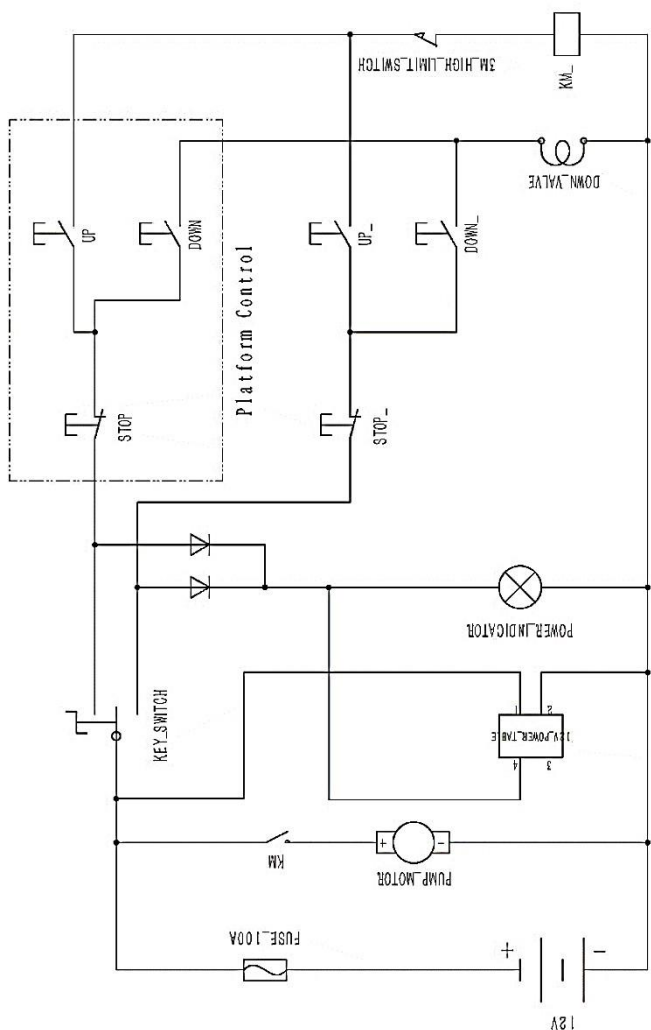 3M_HIGH_LIMIT_SWITCH
KM_
DOWN_VALVE
UP
DOWN
UP_
DOWN_
Platform Control
STOP
STOP_
POWER_INDICATOR
KEY_SWITCH
1
2
12V_POWER_TABLE
4
3
KM
+
-
PUMP_MOTOR
FUSE_100A
+
-
12V